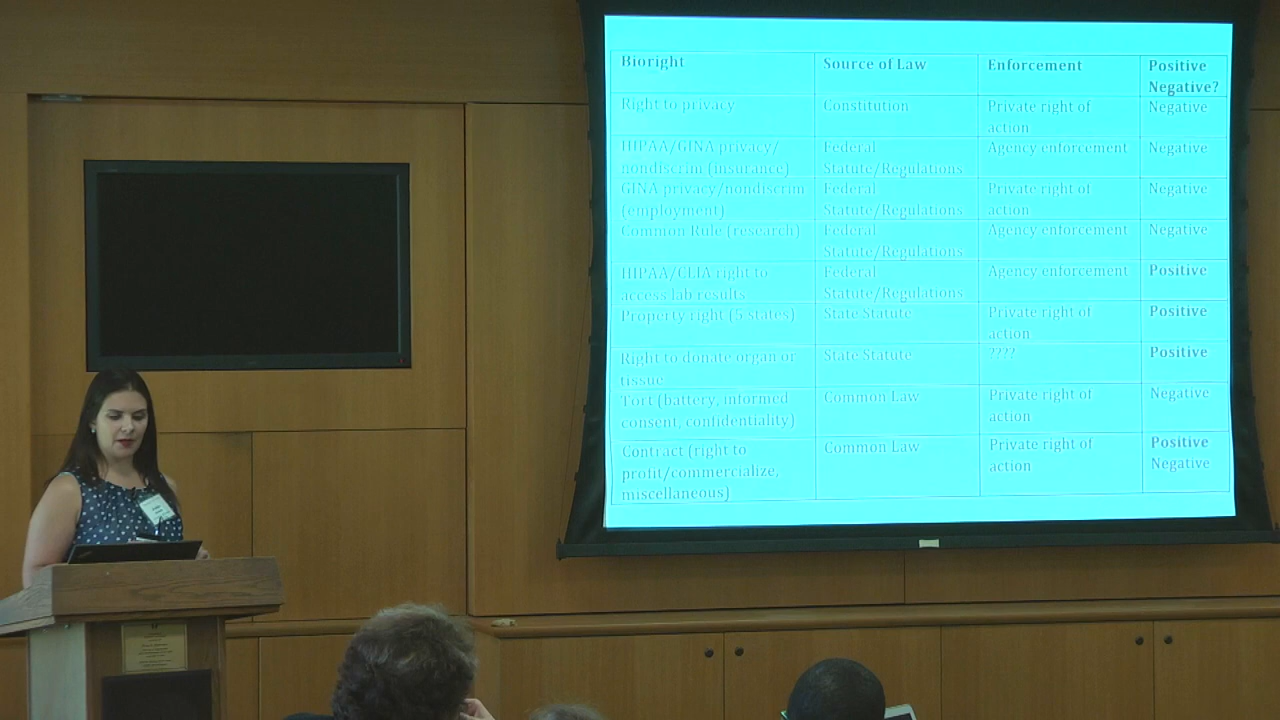 Bioright Source of Law Enforcement Positive
Negative?
Right to privacy Constitution Private right of Negative
action
HIPAA/GINA privacy/ Federal Agency enforcement Negative
nondiscrim (insurance) Statute/Regulations
GINA privacy/nondiscrim Federal Private right of Negative
(employment) Statute/Regulations action
Common Rule (research) Federal Agency enforcement Negative
Statute/Regulations
HIPAA/CLIA right to Federal Agency enforcement Positive
access lab results Statute/Regulations
Property right (5 states) State Statute Private right of Positive
action
Right to donate organ or State Statute ???? Positive
tissue
Tort (battery, informed Common Law Private right of Negative
consent, confidentiality) action
Contract (right to Common Law Private right of Positive
profit/commercialize, action Negative
miscellaneous)